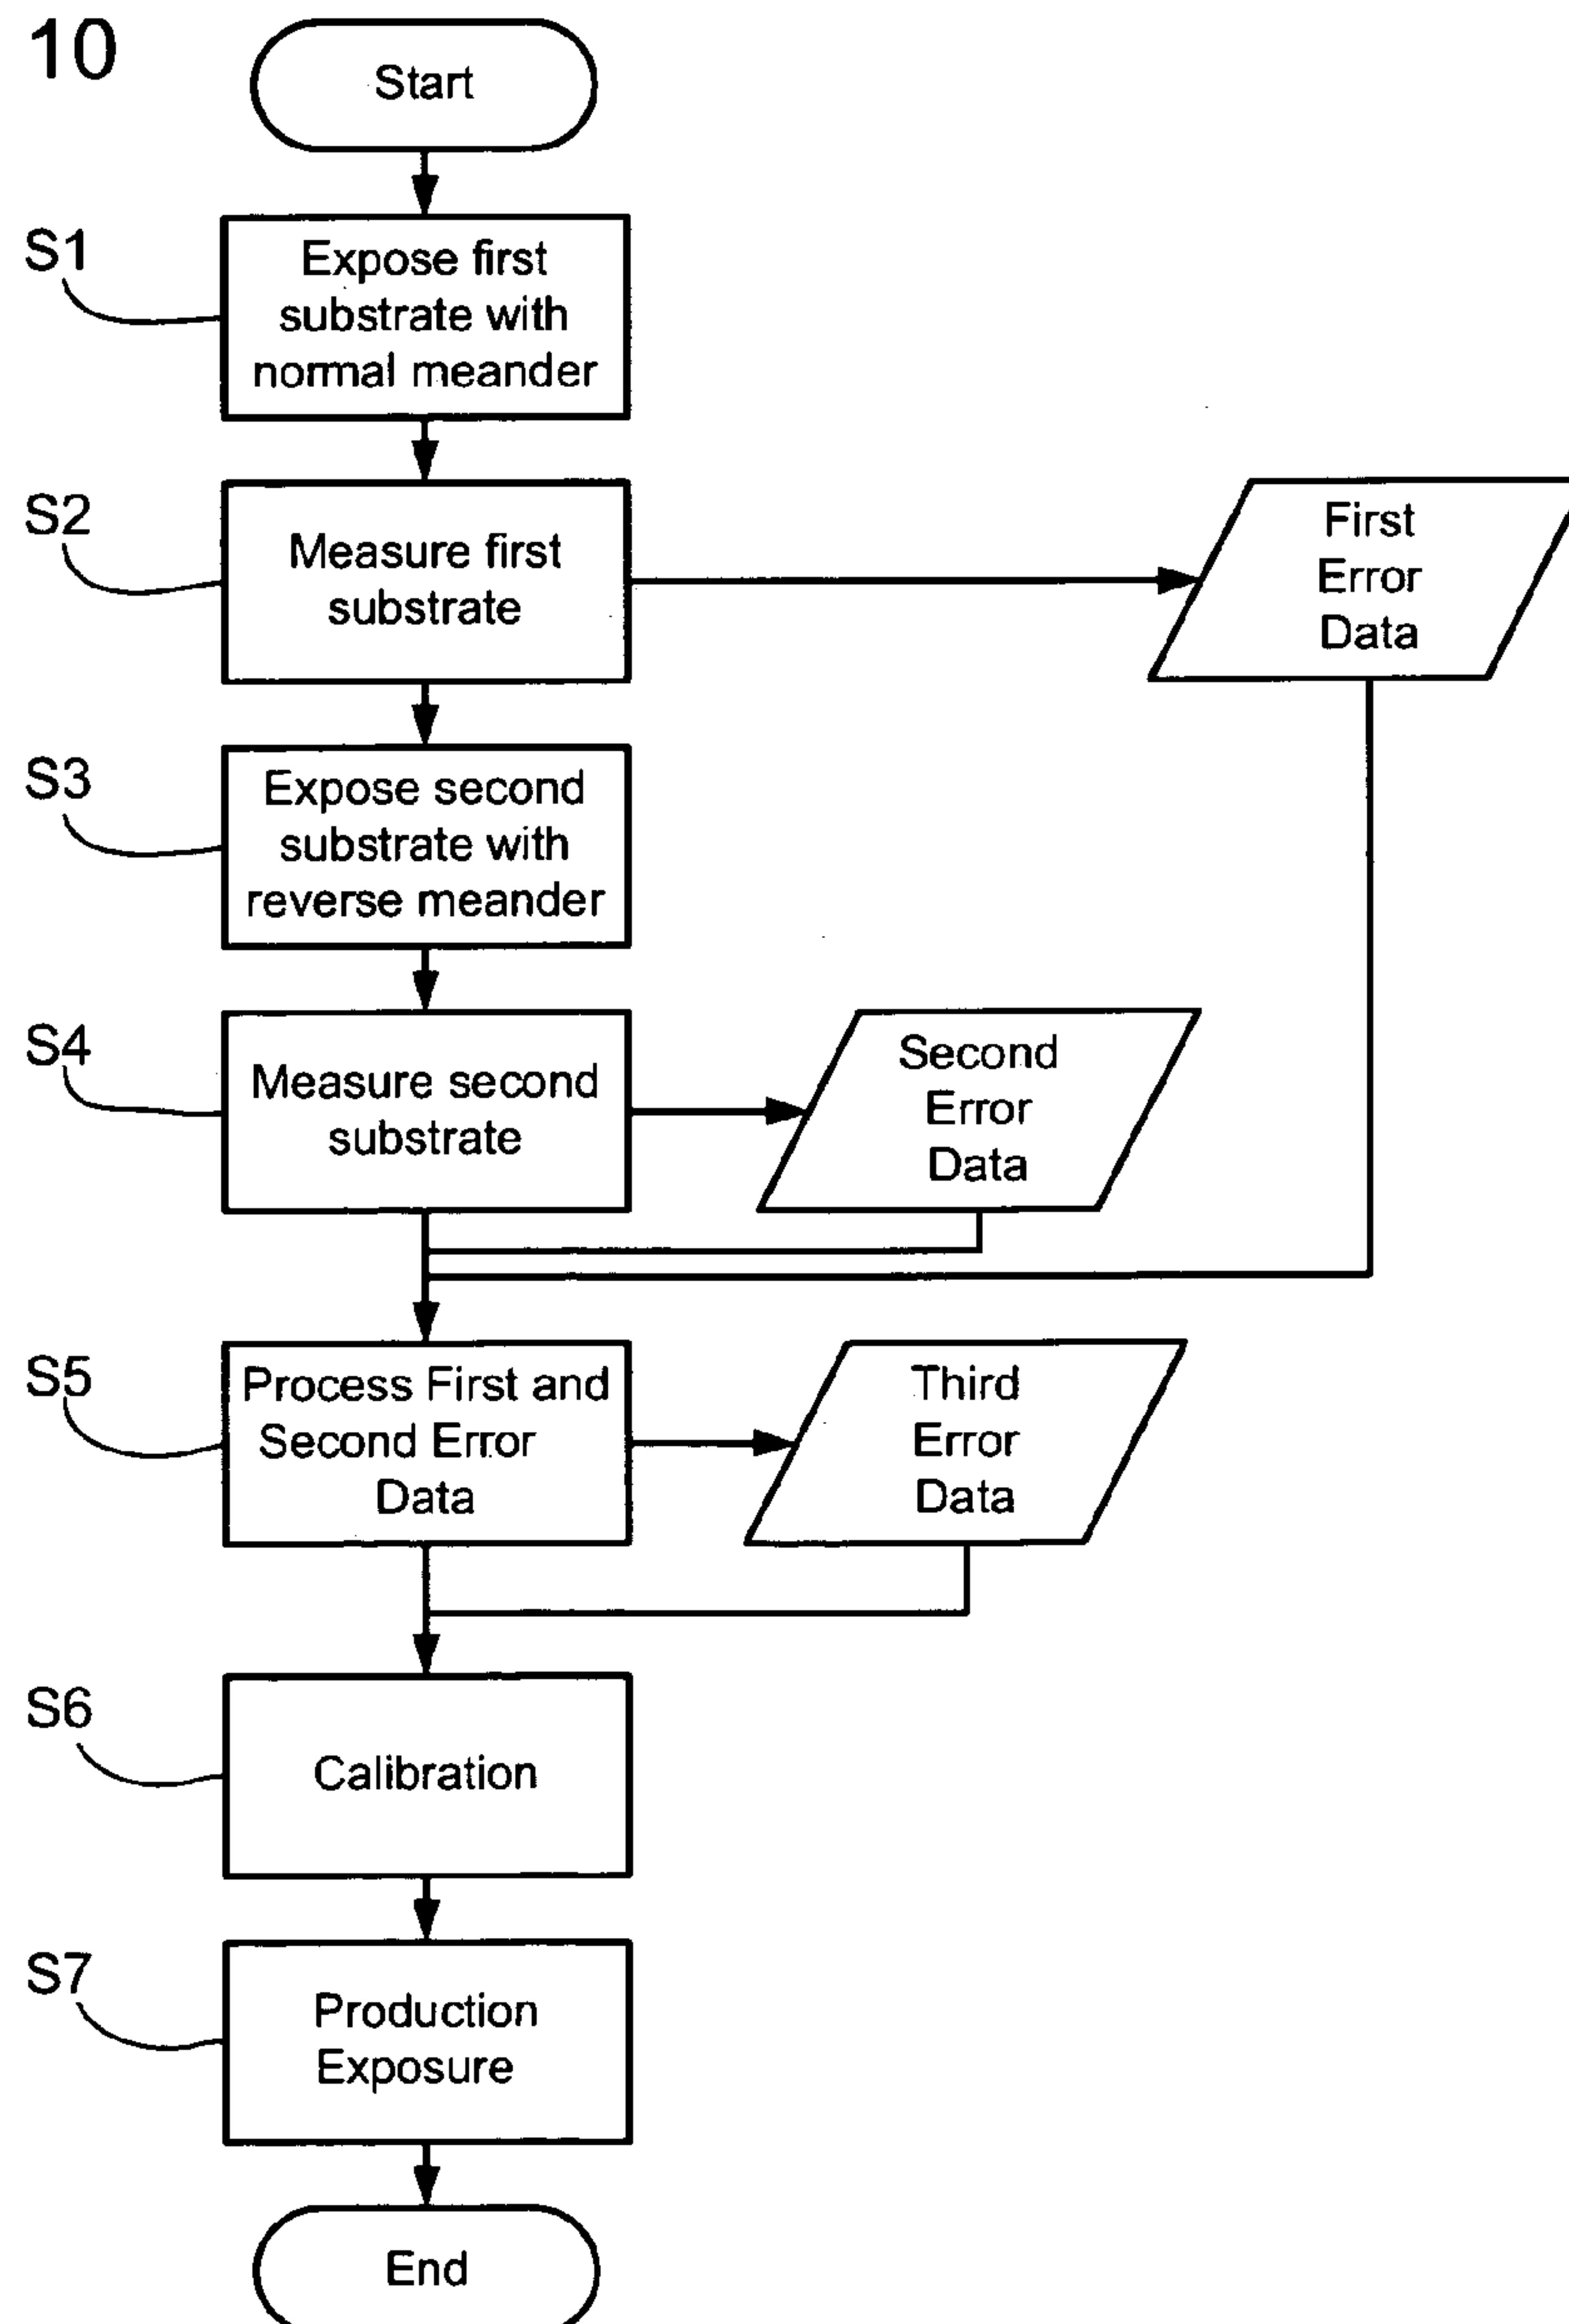 10
Start
S1
Expose first
substrate with
normal meander
S2
Measure first
substrate
First
Error
Data
S3
Expose second
substrate with
reverse meander
S4
Measure second
substrate
Second
Error
Data
S5
Process First and
Second Error
Data
Third
Error
Data
S6
Calibration
S7
Production
Exposure
End